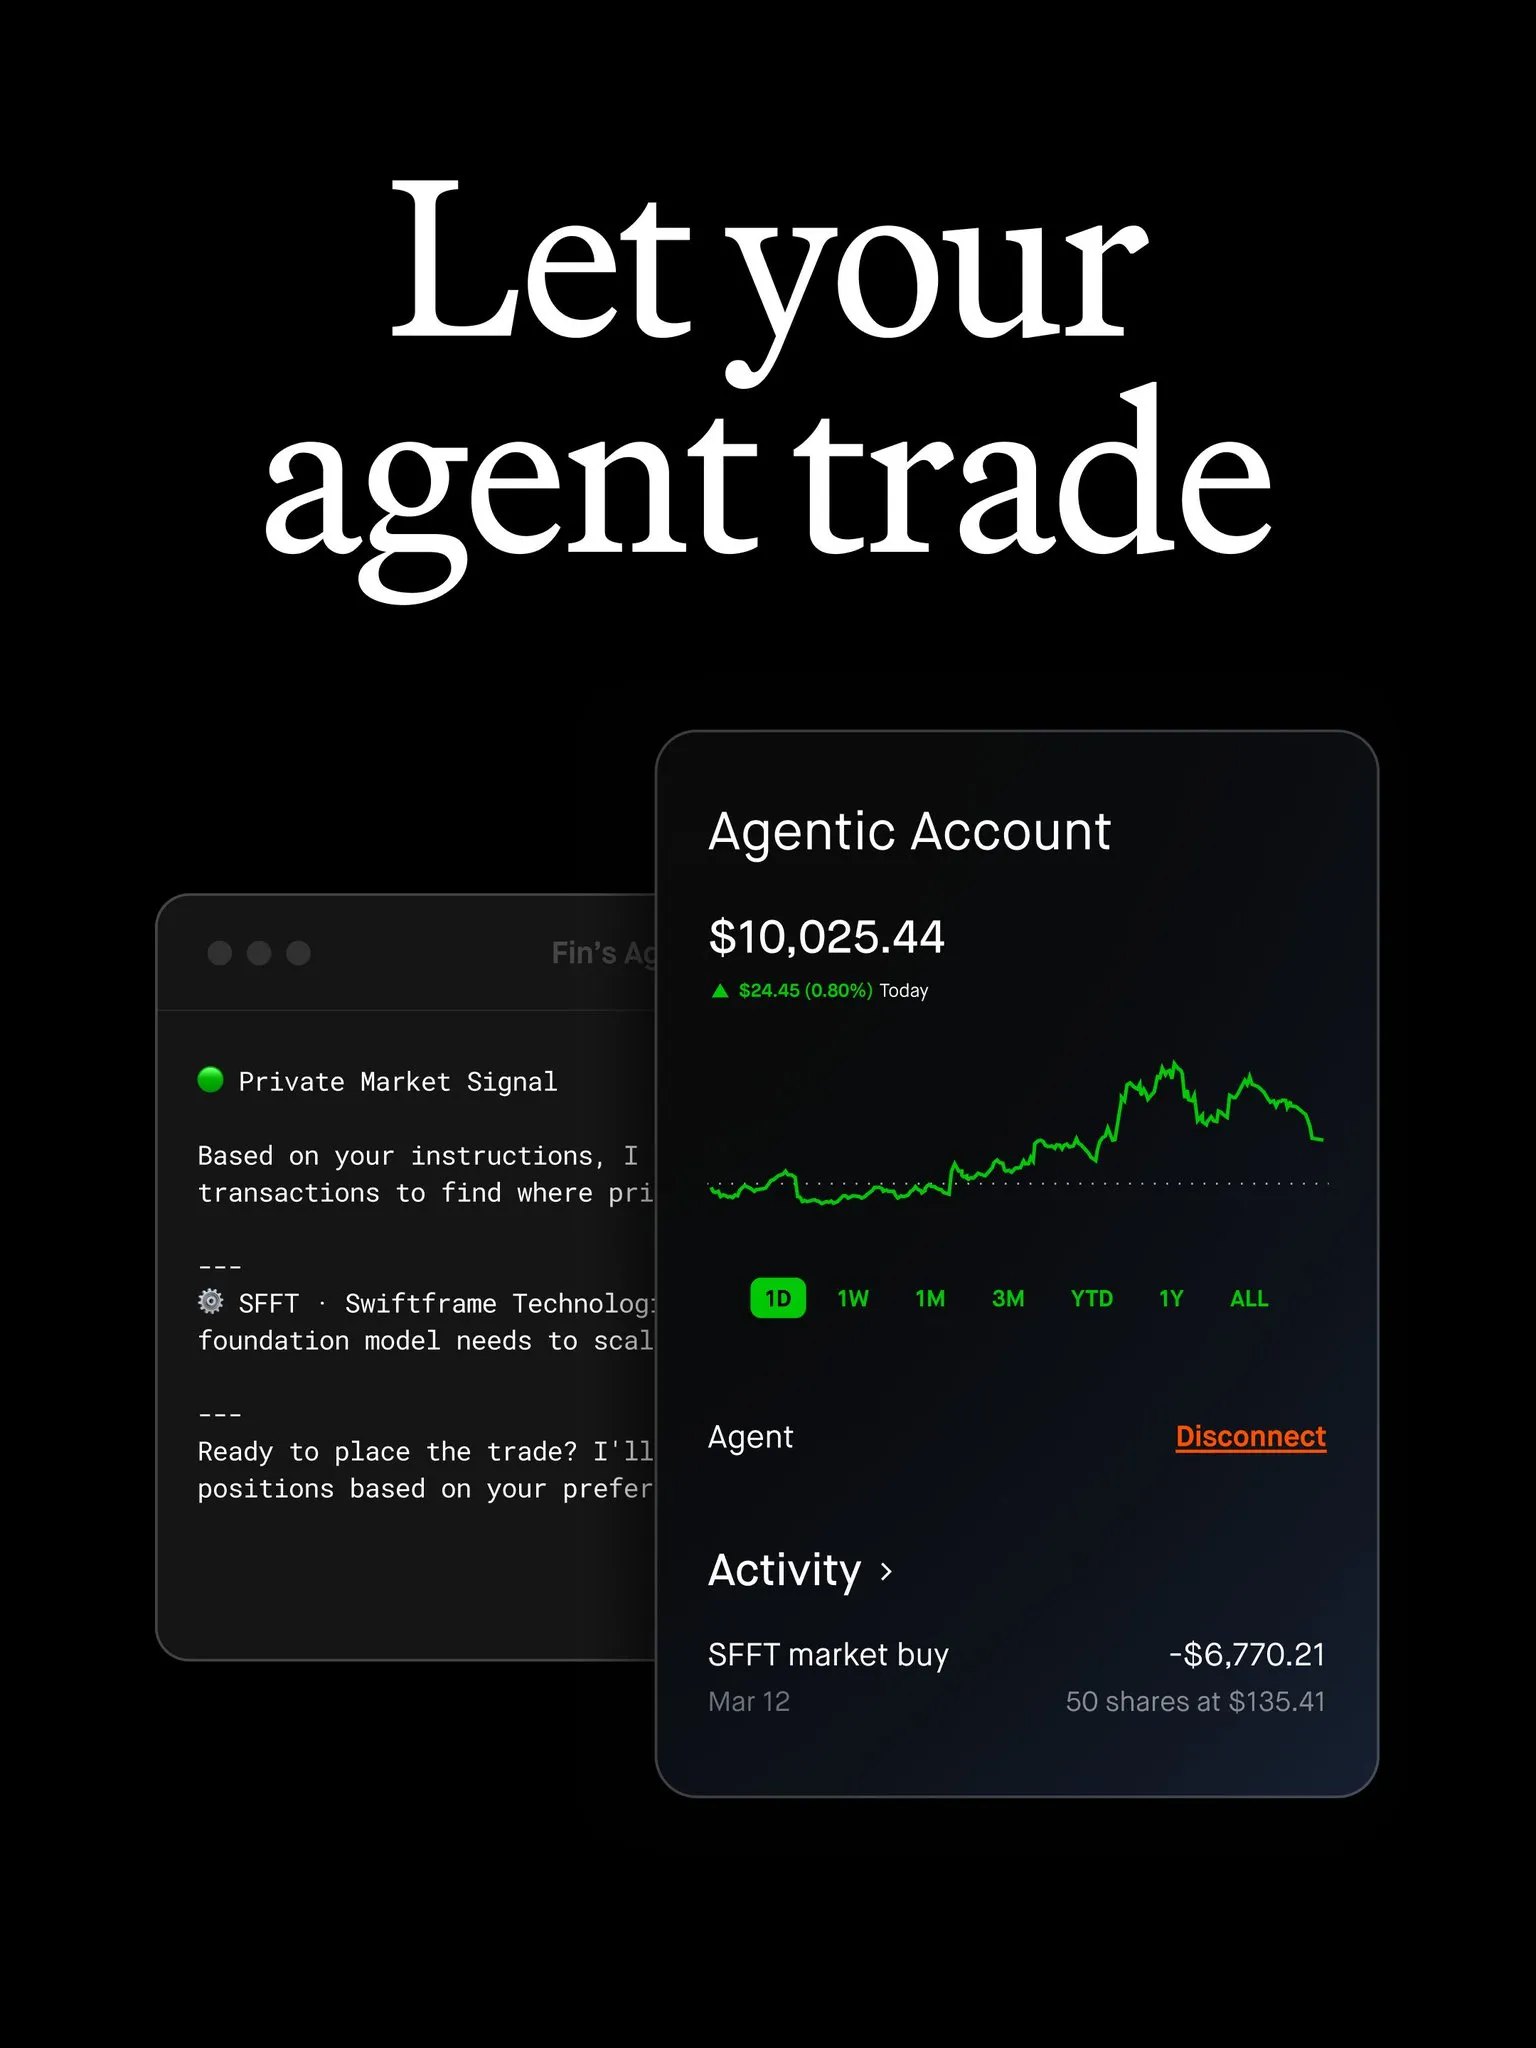 Let your
agent trade
Fin's Ag
Private Market Signal
Based on your instructions, I
transactions to find where pri
---
SFFT · Swiftframe Technolog
foundation model needs to scal
---
Ready to place the trade? I'll
positions based on your prefer
Agentic Account
$10,025.44
▲ $24.45 (0.80%) Today
1D 1W 1M 3M YTD 1Y ALL
Agent Disconnect
Activity >
SFFT market buy -$6,770.21
Mar 12 50 shares at $135.41